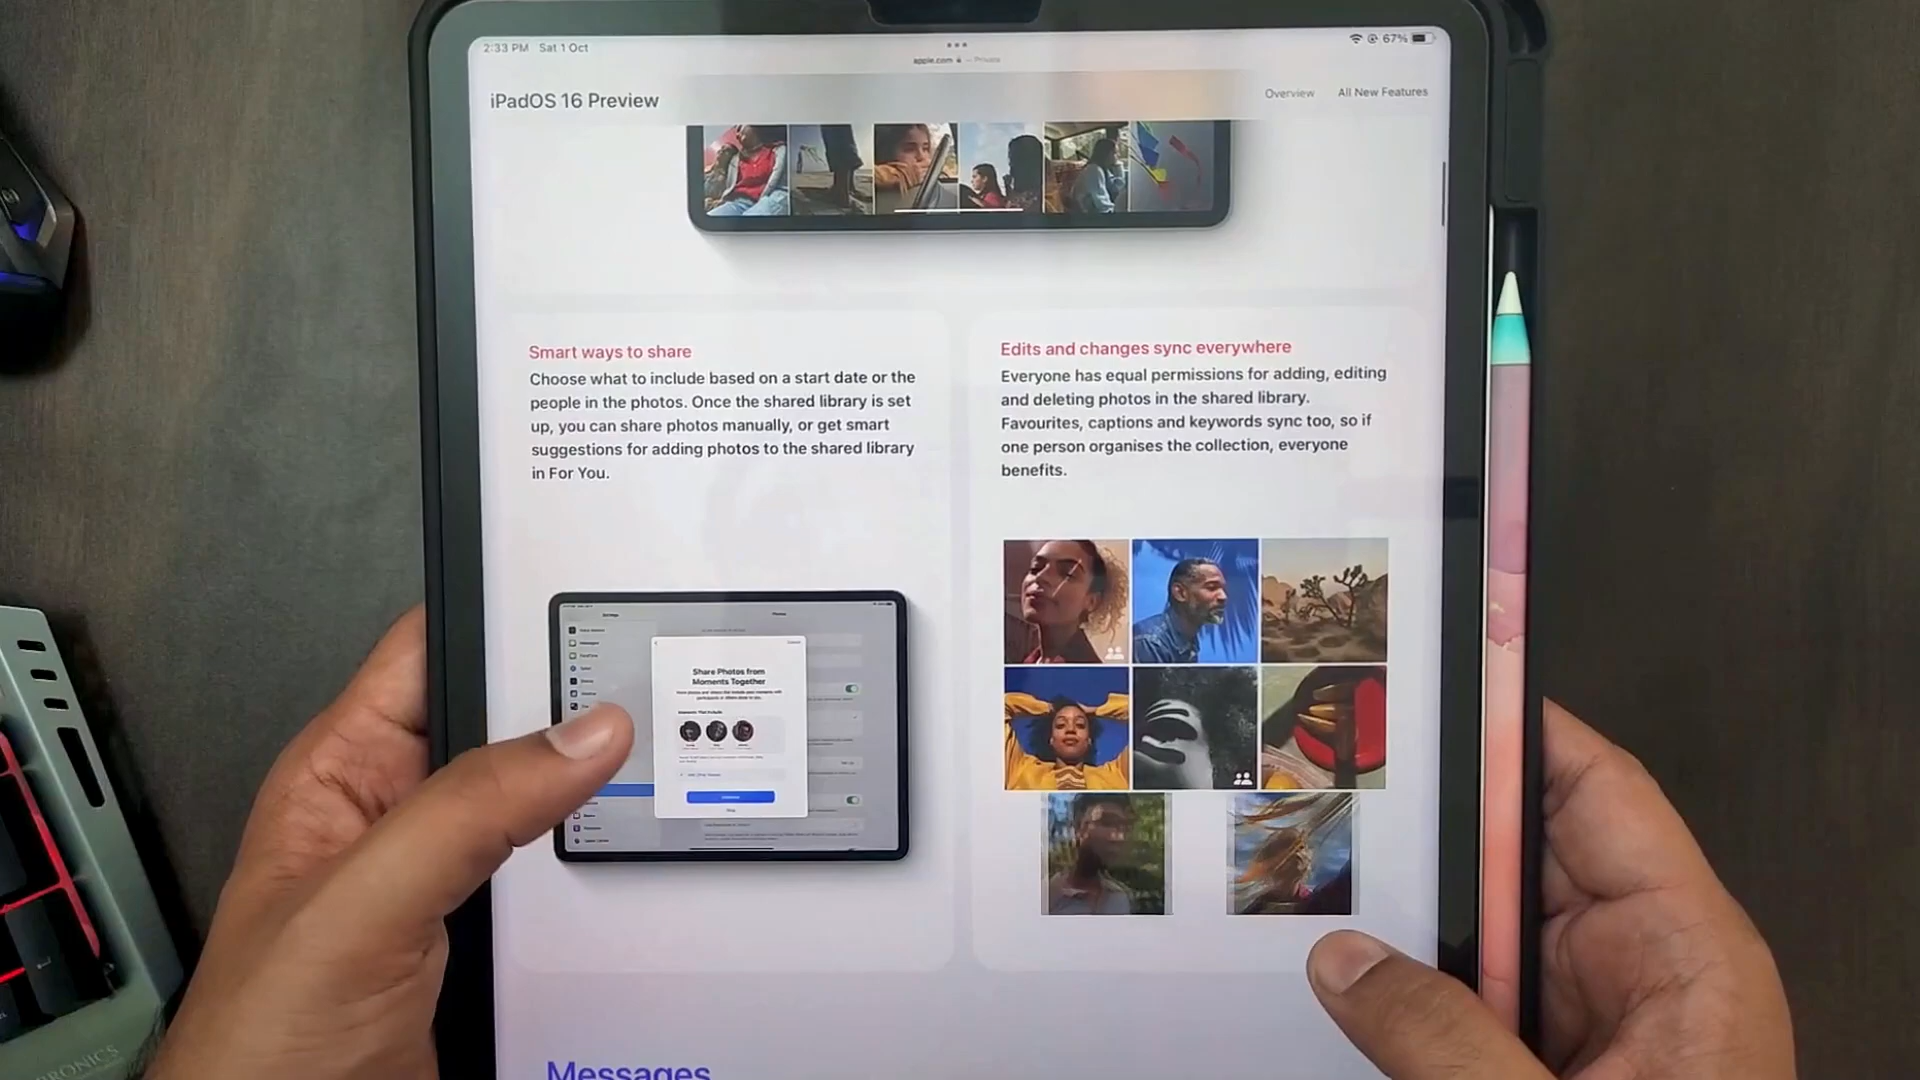 2:33 PM Sat 1 Oct
67%
apple.com — Private
iPadOS 16 Preview
Overview
All New Features
Smart ways to share
Choose what to include based on a start date or the
people in the photos. Once the shared library is set
up, you can share photos manually, or get smart
suggestions for adding photos to the shared library
in For You.
Edits and changes sync everywhere
Everyone has equal permissions for adding, editing
and deleting photos in the shared library.
Favourites, captions and keywords sync too, so if
one person organises the collection, everyone
benefits.
Share Photos from
Moments Together
Messages